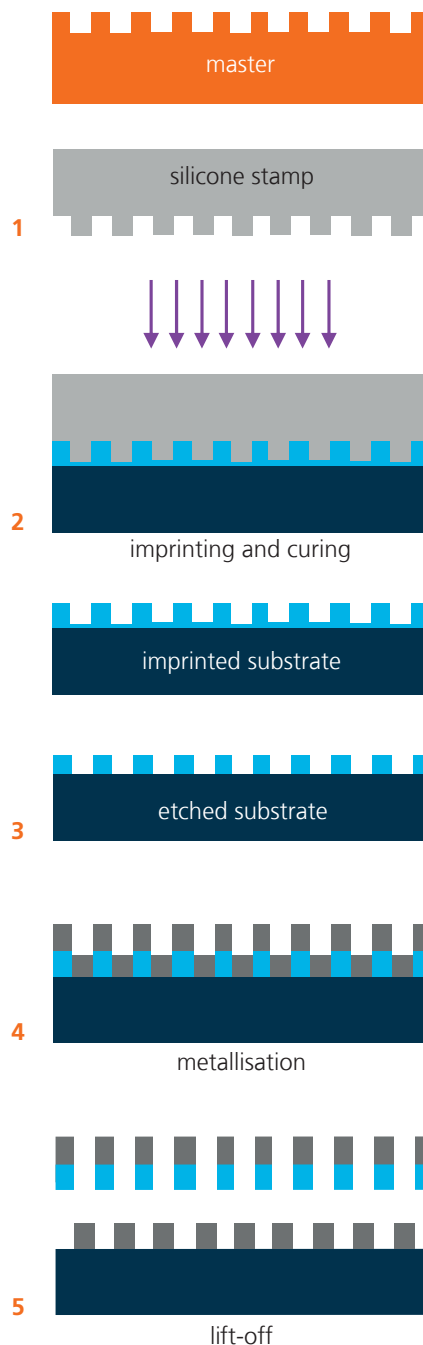 master
silicone stamp
1
2
imprinting and curing
imprinted substrate
etched substrate
3
4
metallisation
5
lift-off